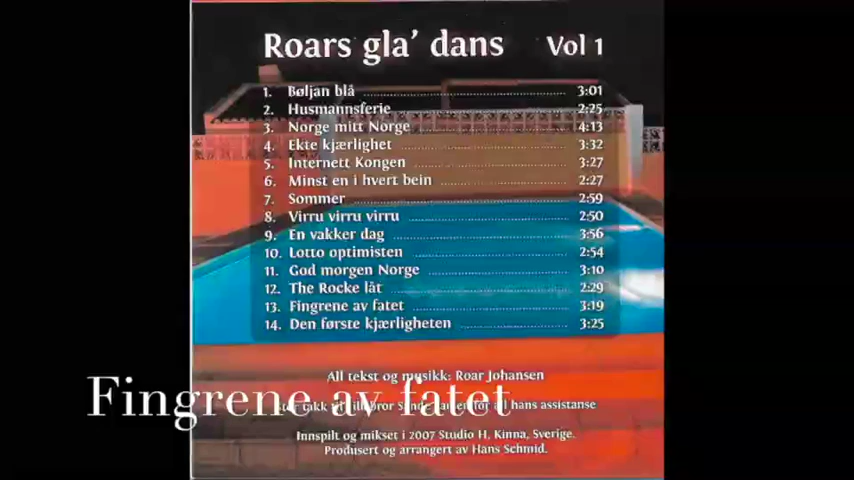 Roars gla' dans Vol 1
1. Bøljan blå 3:01
2. Husmannsferie 2:25
3. Norge mitt Norge 4:13
4. Ekte kjærlighet 3:32
5. Internett Kongen 3:27
6. Minst en i hvert bein 2:27
7. Sommer 2:59
8. Virru virru virru 2:50
9. En vakker dag 3:56
10. Lotto optimisten 2:54
11. God morgen Norge 3:10
12. The Rocke låt 2:29
13. Fingrene av fatet 3:19
14. Den første kjærligheten 3:25
All tekst og musikk: Roar Johansen
Fingrene av fatet
takk til bror for hans assistanse
Innspilt og mikset i 2007 Studio H, Kinna, Sverige.
Produsert og arrangert av Hans Schmid.